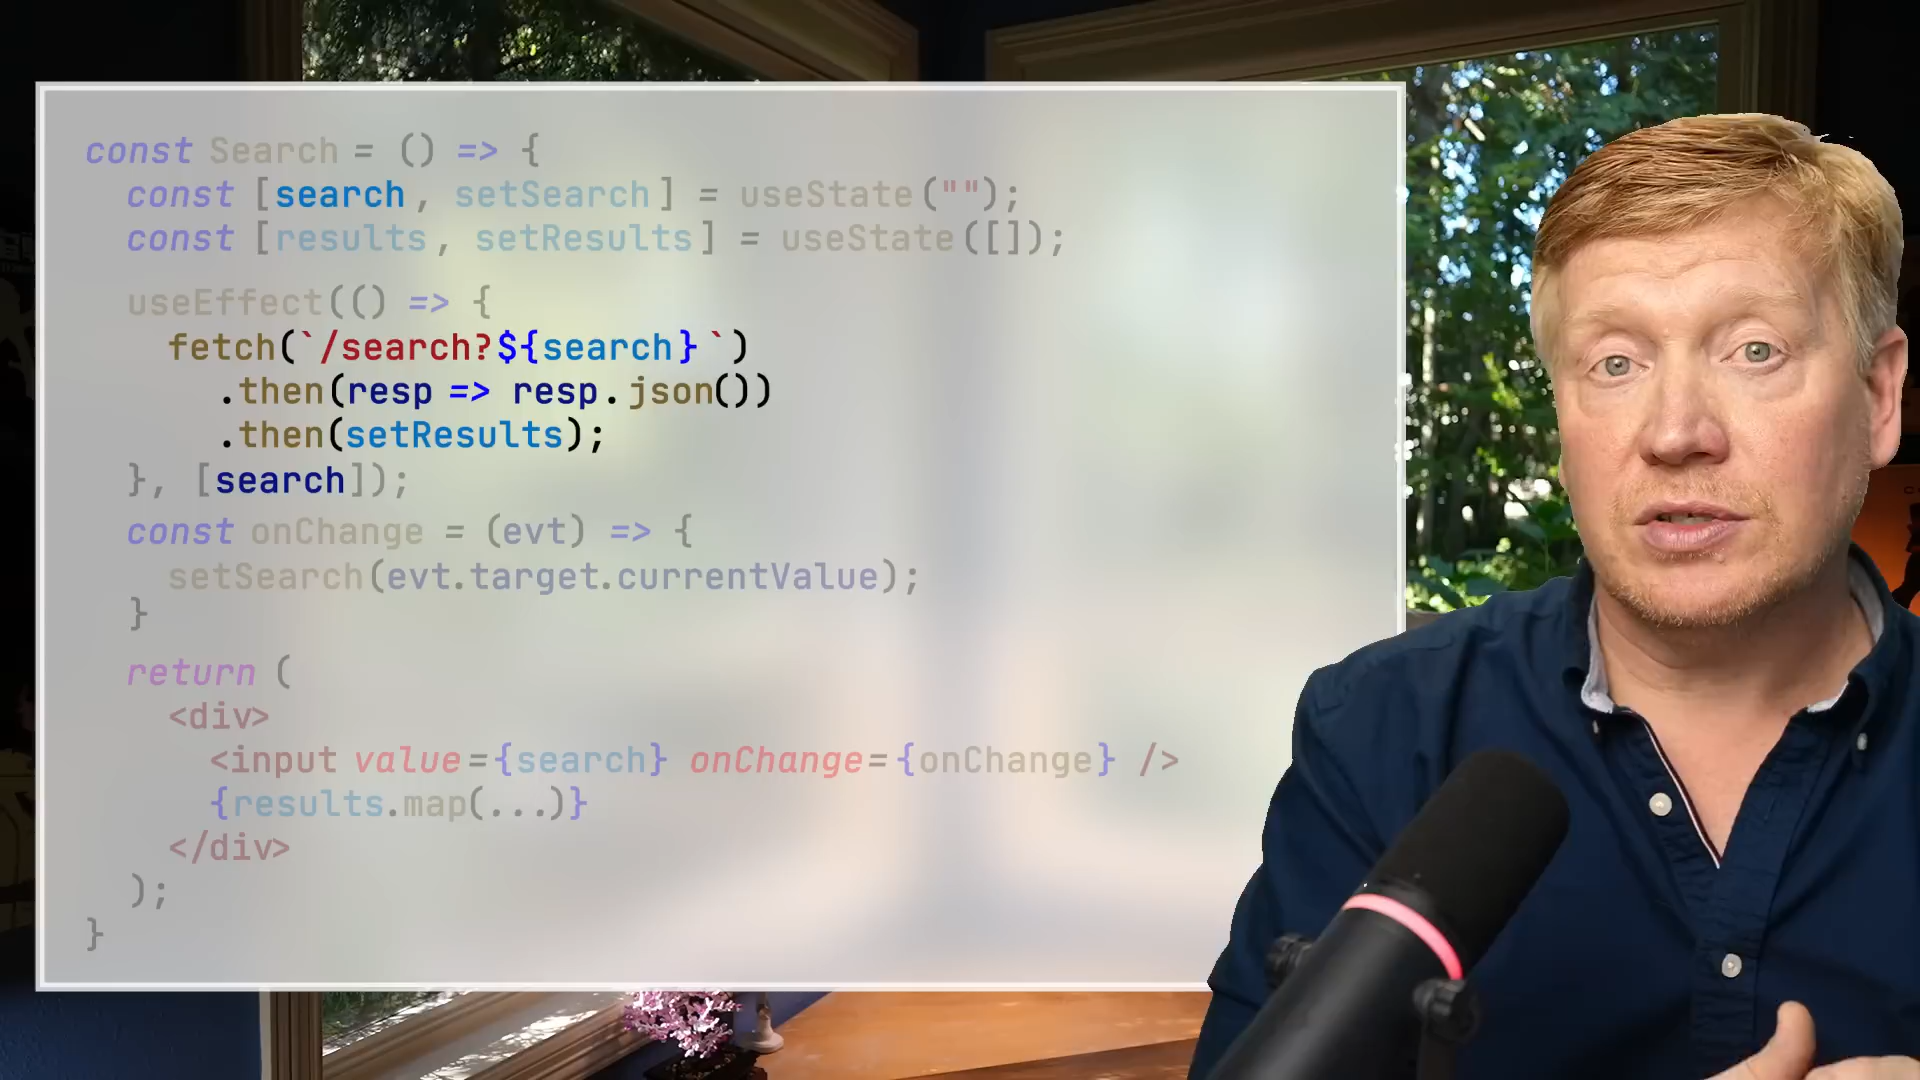 const Search = () => {
const [search, setSearch] = useState("");
const [results, setResults] = useState([]);
useEffect(() => {
fetch(`/search?${search}`)
.then(resp => resp.json())
.then(setResults);
}, [search]);
const onChange = (evt) => {
setSearch(evt.target.currentValue);
}
return (
<div>
<input value={search} onChange={onChange} />
{results.map(...)}
</div>
);
}